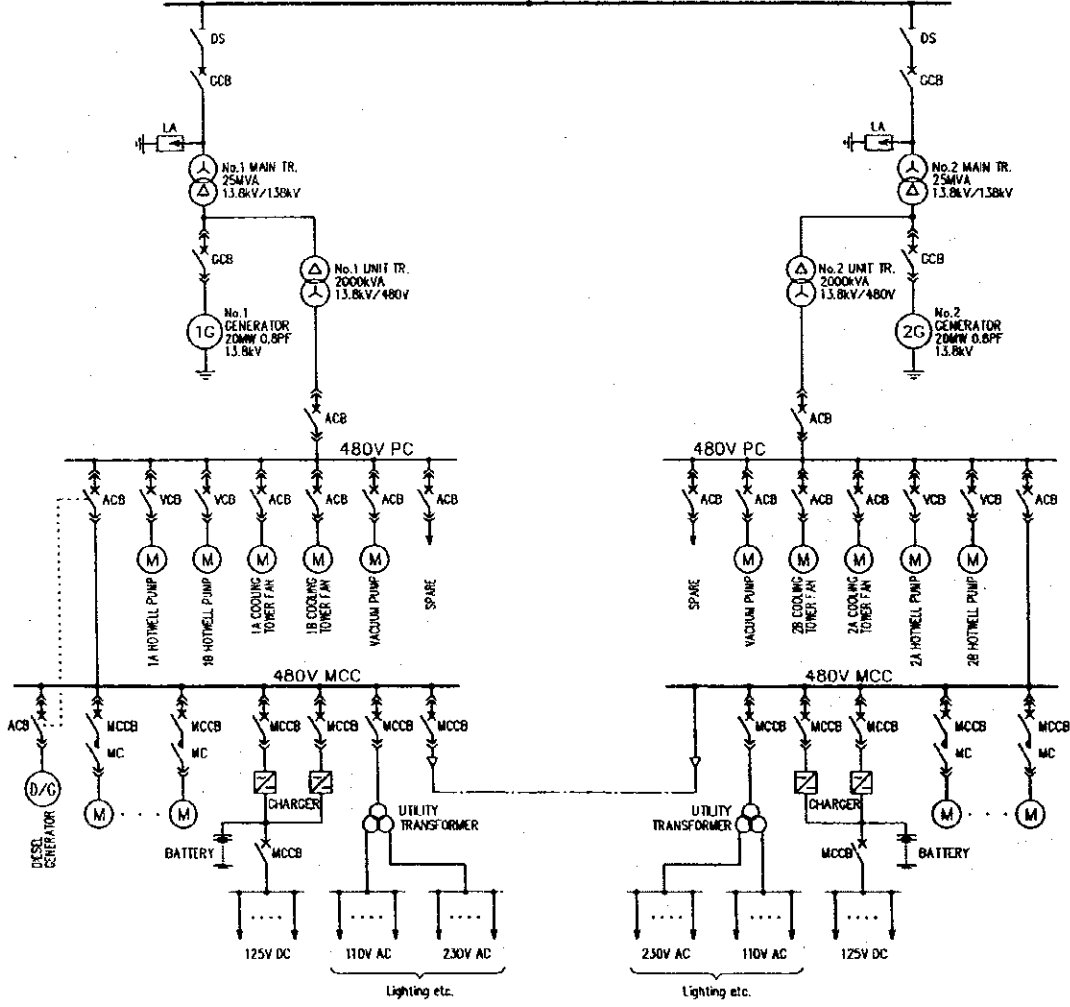 DS
DS
GCB
GCB
LA
LA
No.1 MAIN TR.
25MVA
13.8kV/138kV
No.2 MAIN TR.
25MVA
13.8kV/138kV
GCB
No.1 UNIT TR.
2000kVA
13.8kV/480V
No.2 UNIT TR.
2000kVA
13.8kV/480V
GCB
1G
No.1
GENERATOR
20MW 0.8PF
13.8kV
2G
No.2
GENERATOR
20MW 0.8PF
13.8kV
ACB
ACB
480V PC
480V PC
ACB
VCB
VCB
ACB
ACB
ACB
ACB
ACB
ACB
ACB
ACB
VCB
VCB
ACB
M
M
M
M
M
M
M
M
M
M
1A HOTWELL PUMP
1B HOTWELL PUMP
1A COOLING
TOWER FAN
1B COOLING
TOWER FAN
VACUUM PUMP
SPARE
SPARE
VACUUM PUMP
2B COOLING
TOWER FAN
2A COOLING
TOWER FAN
2A HOTWELL PUMP
2B HOTWELL PUMP
480V MCC
480V MCC
ACB
MCCB
MCCB
MCCB
MCCB
MCCB
MCCB
MCCB
MCCB
MCCB
MCCB
MCCB
MC
MC
MC
MC
D/G
DIESEL
GENERATOR
M
M
CHARGER
UTILITY
TRANSFORMER
UTILITY
TRANSFORMER
CHARGER
M
M
BATTERY
MCCB
MCCB
BATTERY
125V DC
110V AC
230V AC
230V AC
110V AC
125V DC
Lighting etc.
Lighting etc.